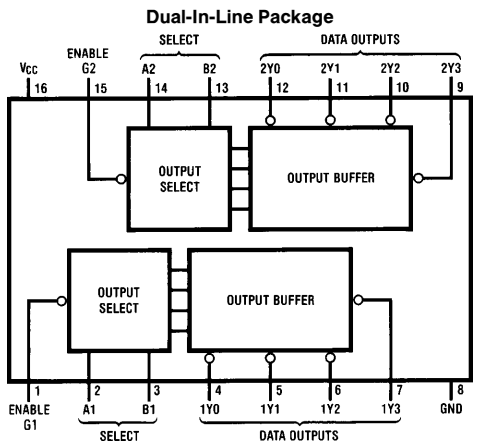 Dual-In-Line Package
SELECT
DATA OUTPUTS
ENABLE
VCC G2 A2 B2 2Y0 2Y1 2Y2 2Y3
16 15 14 13 12 11 10 9
OUTPUT
SELECT
OUTPUT BUFFER
OUTPUT
SELECT
OUTPUT BUFFER
1 2 3 4 5 6 7 8
ENABLE
G1
A1 B1 1Y0 1Y1 1Y2 1Y3 GND
SELECT
DATA OUTPUTS